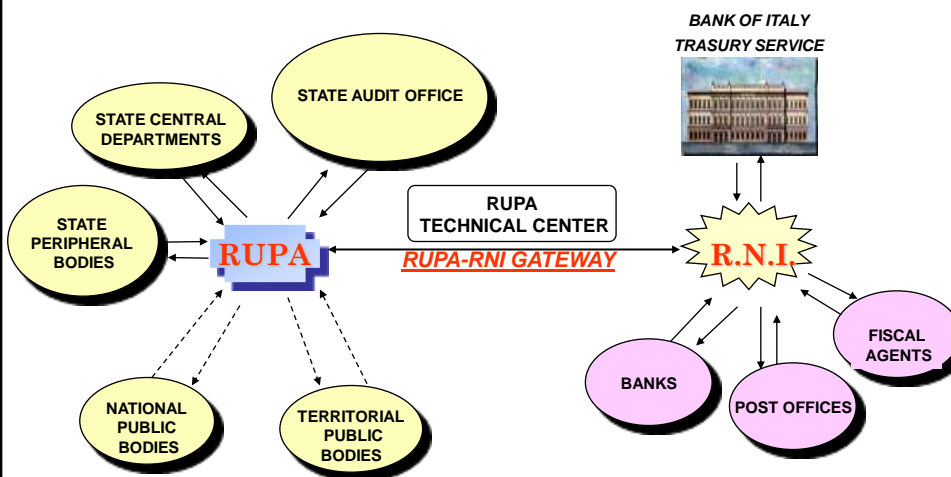 BANK OF ITALY
TRASURY SERVICE
STATE AUDIT OFFICE
STATE CENTRAL
DEPARTMENTS
STATE
PERIPHERAL
BODIES
RUPA
RUPA
TECHNICAL CENTER
RUPA-RNI GATEWAY
R.N.I.
NATIONAL
PUBLIC
BODIES
TERRITORIAL
PUBLIC
BODIES
BANKS
POST OFFICES
FISCAL
AGENTS